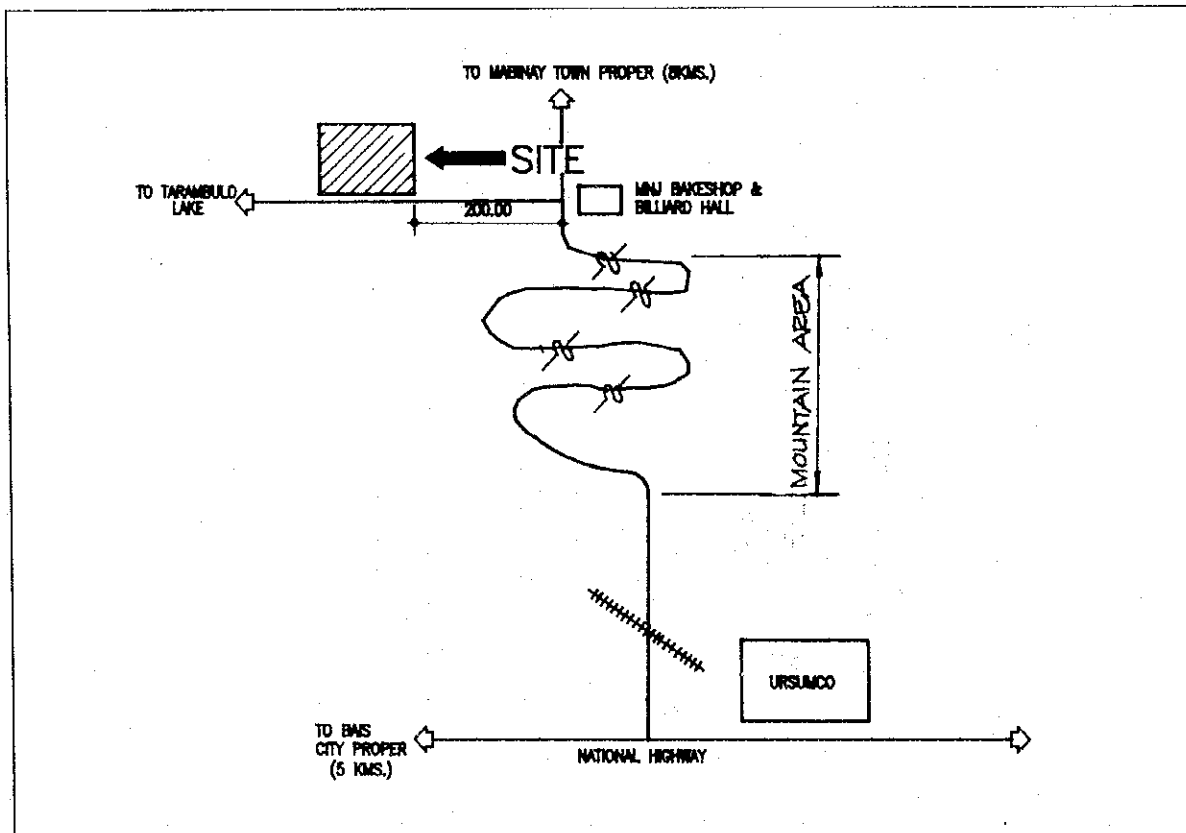 TO MABINAY TOWN PROPER (8KMS.)
SITE
TO TARAMBULO
LAKE
200.00
MNJ BAKESHOP &
BILLIARD HALL
MOUNTAIN AREA
URSUMCO
TO BAIS
CITY PROPER
(5 KMS.)
NATIONAL HIGHWAY